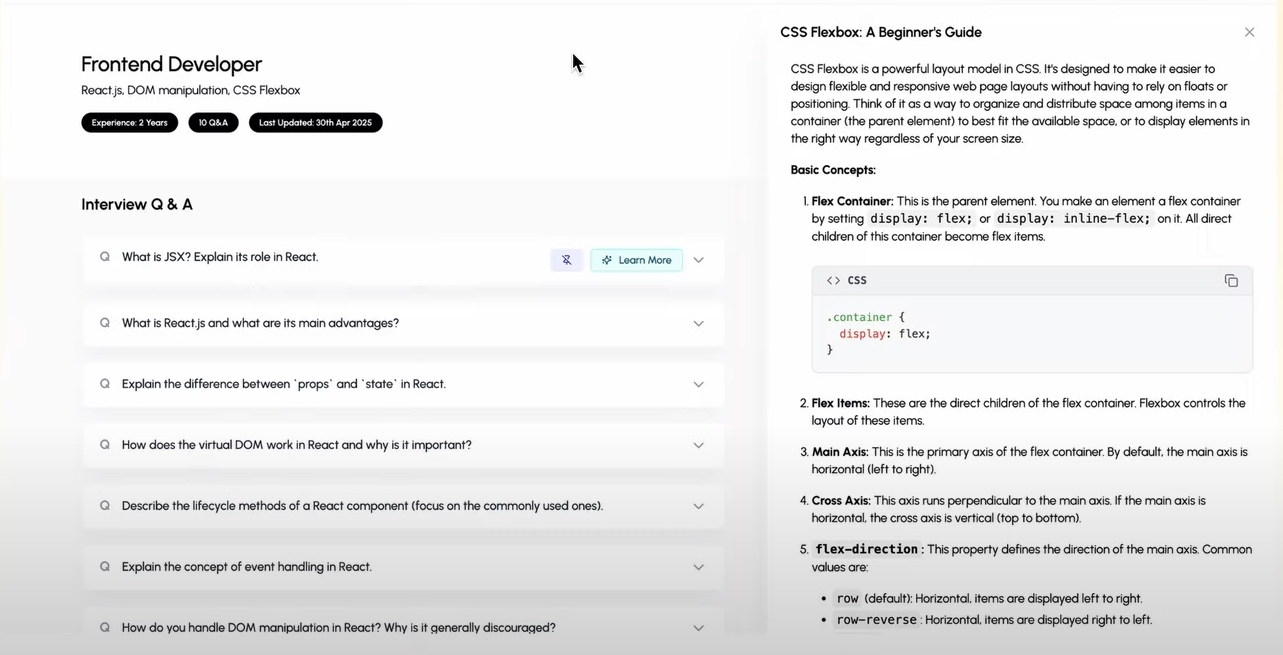 Frontend Developer
React.js, DOM manipulation, CSS Flexbox
Experience: 2 Years
10 Q&A
Last Updated: 30th Apr 2025
Interview Q & A
Q What is JSX? Explain its role in React.
Learn More
Q What is React.js and what are its main advantages?
Q Explain the difference between `props` and `state` in React.
Q How does the virtual DOM work in React and why is it important?
Q Describe the lifecycle methods of a React component (focus on the commonly used ones).
Q Explain the concept of event handling in React.
Q How do you handle DOM manipulation in React? Why is it generally discouraged?
CSS Flexbox: A Beginner's Guide
CSS Flexbox is a powerful layout model in CSS. It's designed to make it easier to
design flexible and responsive web page layouts without having to rely on floats or
positioning. Think of it as a way to organize and distribute space among items in a
container (the parent element) to best fit the available space, or to display elements in
the right way regardless of your screen size.
Basic Concepts:
1. Flex Container: This is the parent element. You make an element a flex container
by setting display: flex; or display: inline-flex; on it. All direct
children of this container become flex items.
<> CSS
.container {
display: flex;
}
2. Flex Items: These are the direct children of the flex container. Flexbox controls the
layout of these items.
3. Main Axis: This is the primary axis of the flex container. By default, the main axis is
horizontal (left to right).
4. Cross Axis: This axis runs perpendicular to the main axis. If the main axis is
horizontal, the cross axis is vertical (top to bottom).
5. flex-direction : This property defines the direction of the main axis. Common
values are:
• row (default): Horizontal, items are displayed left to right.
• row-reverse : Horizontal, items are displayed right to left.